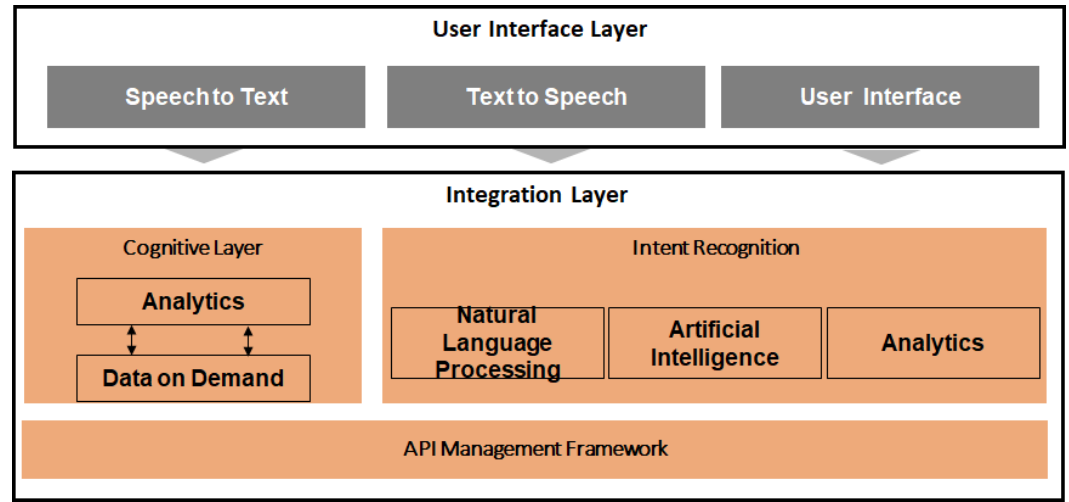 User Interface Layer
Speech to Text
Text to Speech
User Interface
Integration Layer
Cognitive Layer
Analytics
Data on Demand
Intent Recognition
Natural
Language
Processing
Artificial
Intelligence
Analytics
API Management Framework